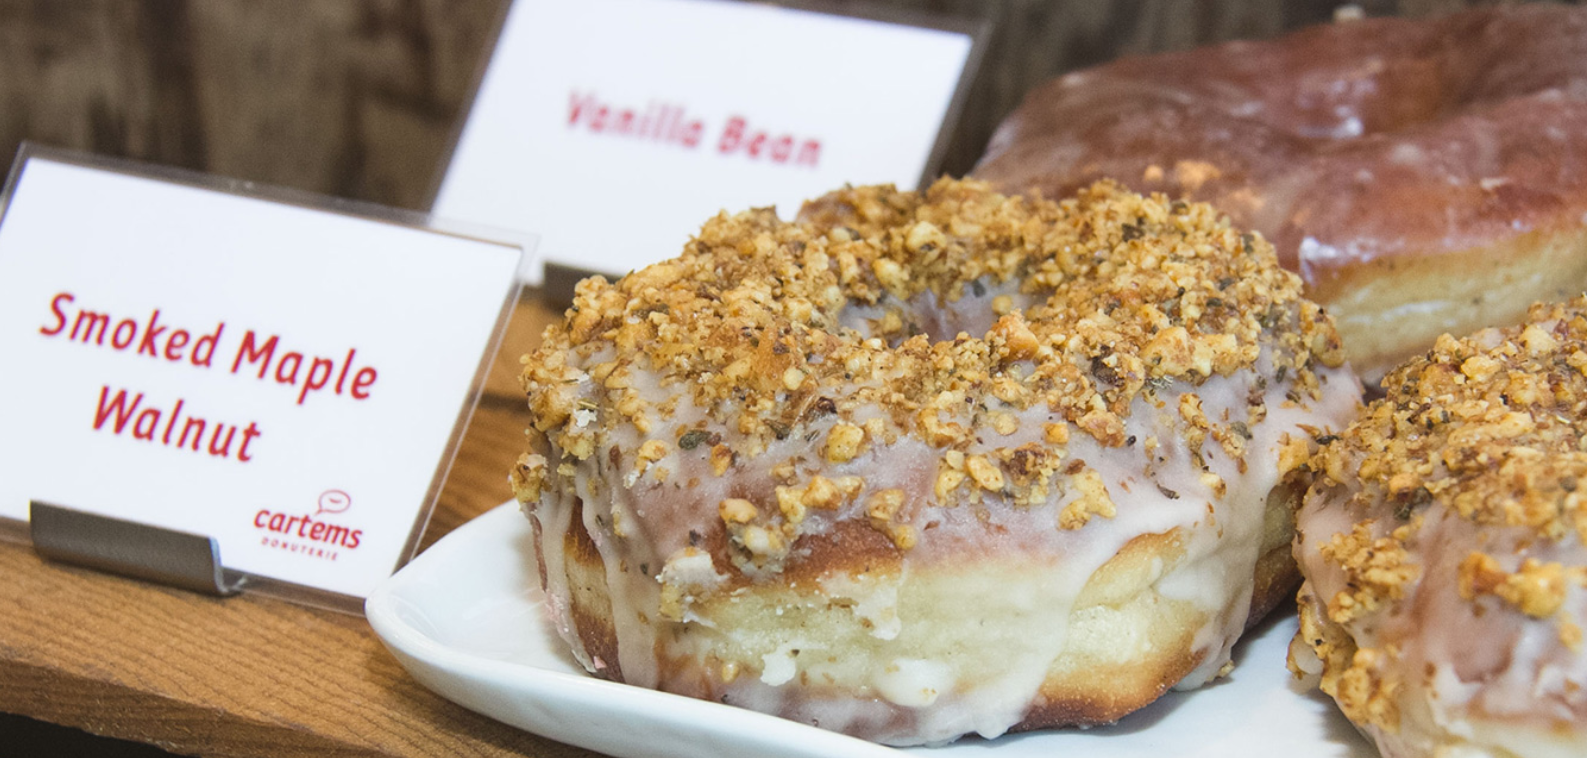 Vanilla Bean
Smoked Maple
Walnut
cartems
DONUTERIE